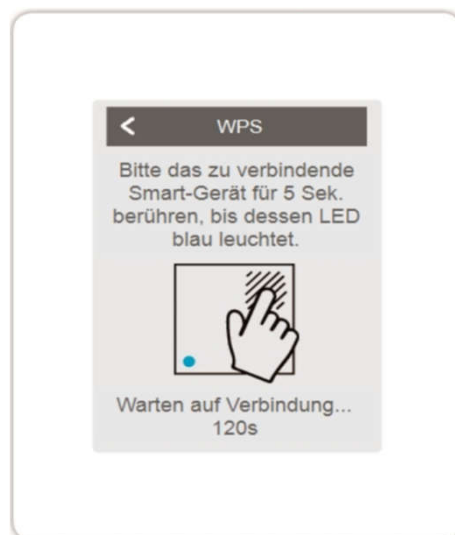 WPS
Bitte das zu verbindende
Smart-Gerät für 5 Sek.
berühren, bis dessen LED
blau leuchtet.
Warten auf Verbindung...
120s